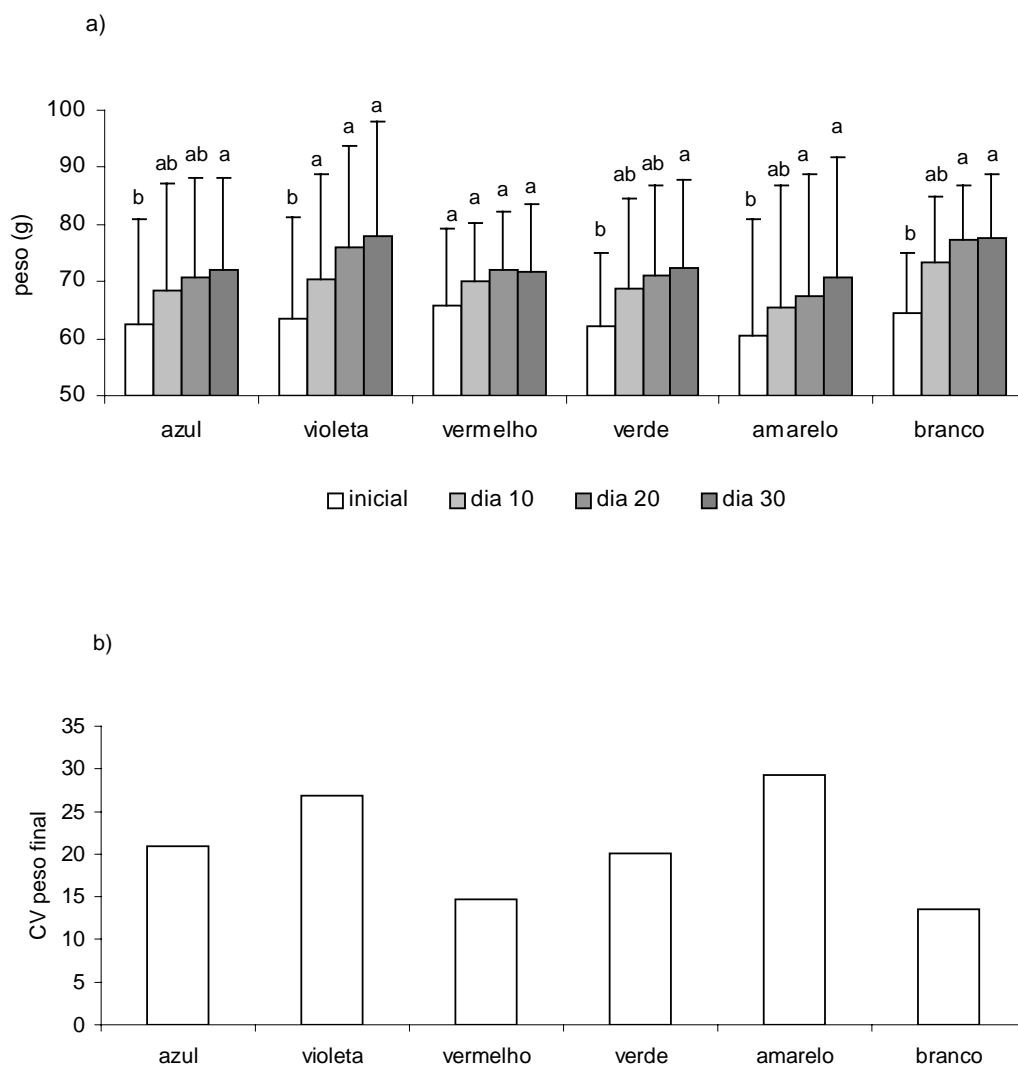 a)
peso (g)
100
90
80
70
60
50
b ab ab a
b a a a
a a a a
b ab ab a
b ab a a
b ab a a
azul violeta vermelho verde amarelo branco
inicial dia 10 dia 20 dia 30
b)
CV peso final
35
30
25
20
15
10
5
0
azul violeta vermelho verde amarelo branco